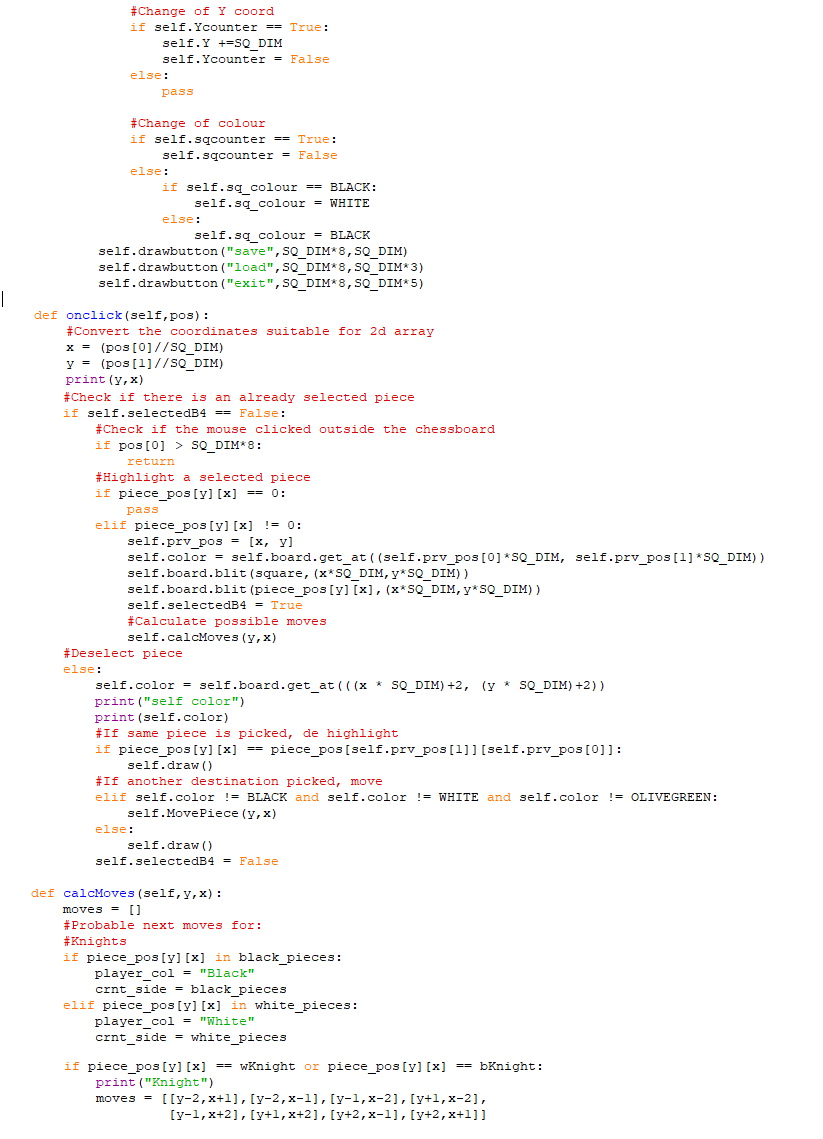 #Change of Y coord
if self.Ycounter == True:
self.Y +=SQ_DIM
self.Ycounter = False
else:
pass
#Change of colour
if self.sqcounter == True:
self.sqcounter = False
else:
if self.sq_colour == BLACK:
self.sq_colour = WHITE
else:
self.sq_colour = BLACK
self.drawbutton("save",SQ_DIM*8,SQ_DIM)
self.drawbutton("load",SQ_DIM*8,SQ_DIM*3)
self.drawbutton("exit",SQ_DIM*8,SQ_DIM*5)
def onclick(self,pos):
#Convert the coordinates suitable for 2d array
x = (pos[0]//SQ_DIM)
y = (pos[1]//SQ_DIM)
print(y,x)
#Check if there is an already selected piece
if self.selectedB4 == False:
#Check if the mouse clicked outside the chessboard
if pos[0] > SQ_DIM*8:
return
#Highlight a selected piece
if piece_pos[y][x] == 0:
pass
elif piece_pos[y][x] != 0:
self.prv_pos = [x, y]
self.color = self.board.get_at((self.prv_pos[0]*SQ_DIM, self.prv_pos[1]*SQ_DIM))
self.board.blit(square,(x*SQ_DIM,y*SQ_DIM))
self.board.blit(piece_pos[y][x],(x*SQ_DIM,y*SQ_DIM))
self.selectedB4 = True
#Calculate possible moves
self.calcMoves(y,x)
#Deselect piece
else:
self.color = self.board.get_at(((x * SQ_DIM)+2, (y * SQ_DIM)+2))
print("self color")
print(self.color)
#If same piece is picked, de highlight
if piece_pos[y][x] == piece_pos[self.prv_pos[1]][self.prv_pos[0]]:
self.draw()
#If another destination picked, move
elif self.color != BLACK and self.color != WHITE and self.color != OLIVEGREEN:
self.MovePiece(y,x)
else:
self.draw()
self.selectedB4 = False
def calcMoves(self,y,x):
moves = []
#Probable next moves for:
#Knights
if piece_pos[y][x] in black_pieces:
player_col = "Black"
crnt_side = black_pieces
elif piece_pos[y][x] in white_pieces:
player_col = "White"
crnt_side = white_pieces
if piece_pos[y][x] == wKnight or piece_pos[y][x] == bKnight:
print("Knight")
moves = [[y-2,x+1],[y-2,x-1],[y-1,x-2],[y+1,x-2],
[y-1,x+2],[y+1,x+2],[y+2,x-1],[y+2,x+1]]